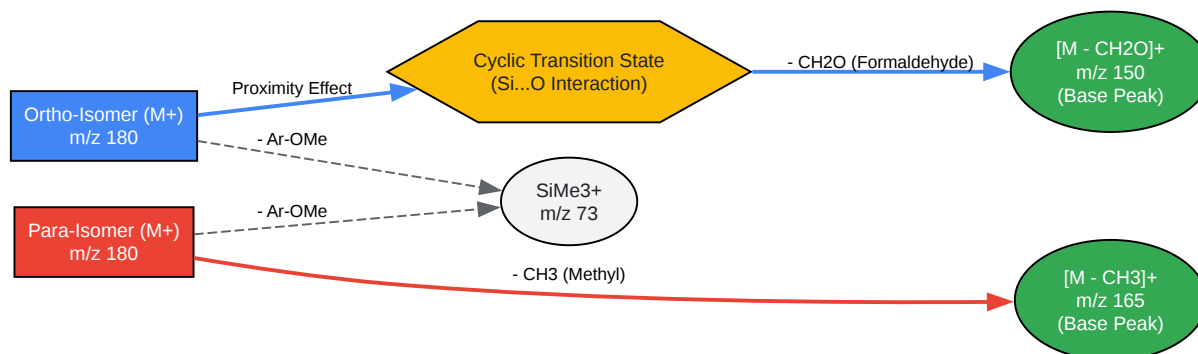 Ortho-Isomer (M+)
m/z 180
Proximity Effect
Cyclic Transition State
(Si...O Interaction)
- CH2O (Formaldehyde)
[M - CH2O]+
m/z 150
(Base Peak)
- Ar-OMe
SiMe3+
m/z 73
Para-Isomer (M+)
m/z 180
- Ar-OMe
- CH3 (Methyl)
[M - CH3]+
m/z 165
(Base Peak)